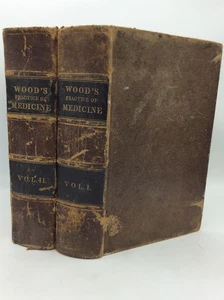 WOOD'S
PRACTICE OF
MEDICINE
VOL. II.
WOOD'S
PRACTICE OF
MEDICINE
VOL. I.